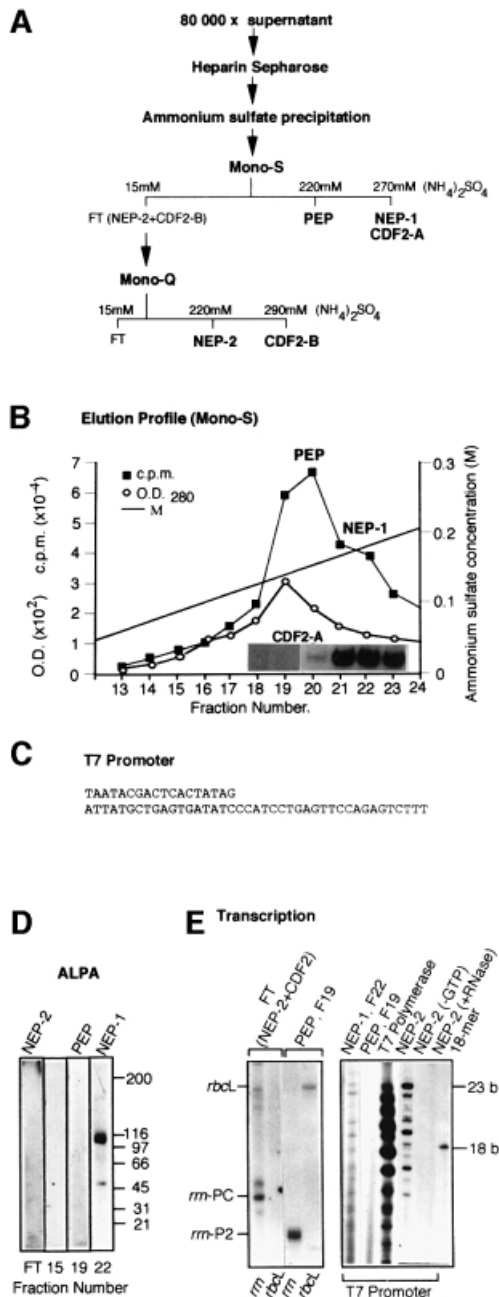 A
80 000 x supernatant
Heparin Sepharose
Ammonium sulfate precipitation
Mono-S
15mM 220mM 270mM (NH4)2SO4
FT (NEP-2+CDF2-B) PEP NEP-1
CDF2-A
Mono-Q
15mM 220mM 290mM (NH4)2SO4
FT NEP-2 CDF2-B
B Elution Profile (Mono-S)
O.D. (x10²) c.p.m. (x10⁻⁴)
7
6
5
4
3
2
1
0
c.p.m.
O.D. 280
M
PEP
NEP-1
CDF2-A
0.3
0.2
0.1
0
Ammonium sulfate concentration (M)
13 14 15 16 17 18 19 20 21 22 23 24
Fraction Number.
C T7 Promoter
TAATACGACTCACTATAG
ATTATGCTGAGTGATATCCCATCCTGAGTTCCAGAGTCTTT
D
ALPA
NEP-2
PEP
NEP-1
200
116
97
66
45
31
21
FT 15 19 22
Fraction Number
E Transcription
FT
(NEP-2+CDF2)
PEP, F19
rbcL
rrn-PC
rrn-P2
rrn
rbcL
rrn
rbcL
NEP-1, F22
PEP, F19
T7 Polymerase
NEP-2
NEP-2 (-GTP)
NEP-2 (+RNase)
18-mer
23 b
18 b
T7 Promoter